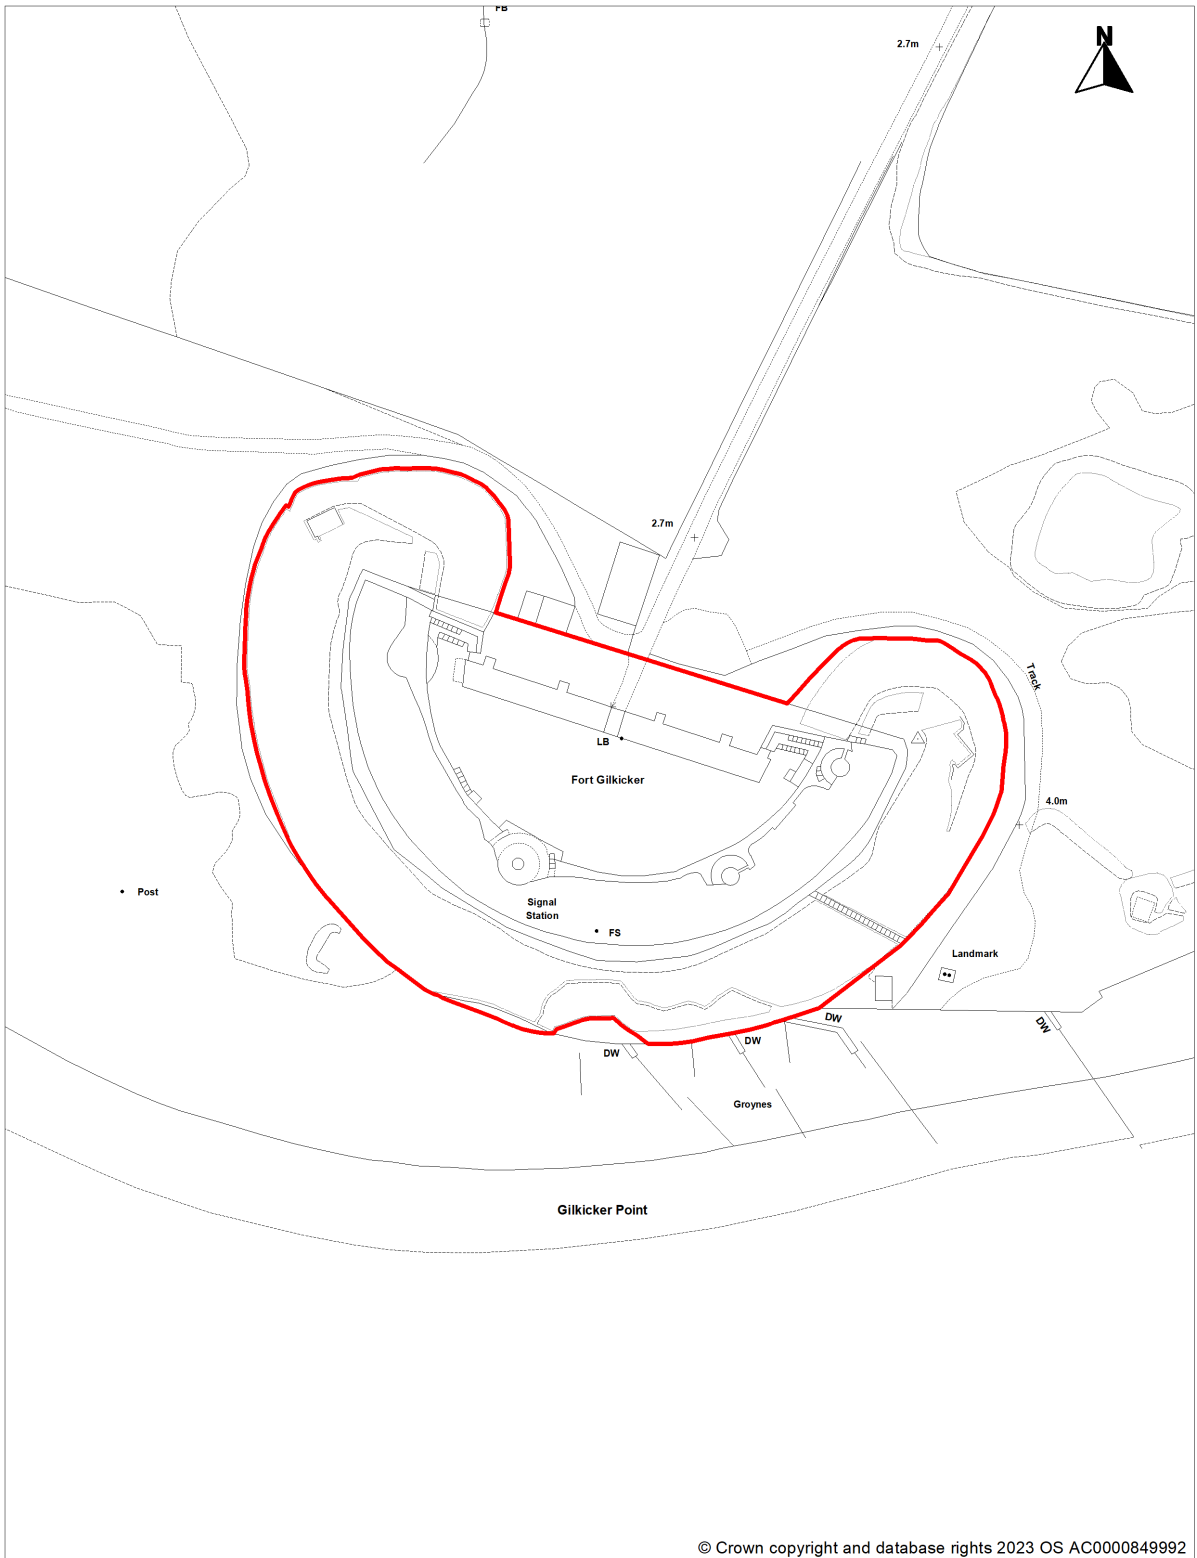 FB
2.7m
N
2.7m
Track
LB
Fort Gilkicker
4.0m
Post
Signal
Station
FS
Landmark
DW
DW
DW
DW
Groynes
Gilkicker Point
© Crown copyright and database rights 2023 OS AC0000849992